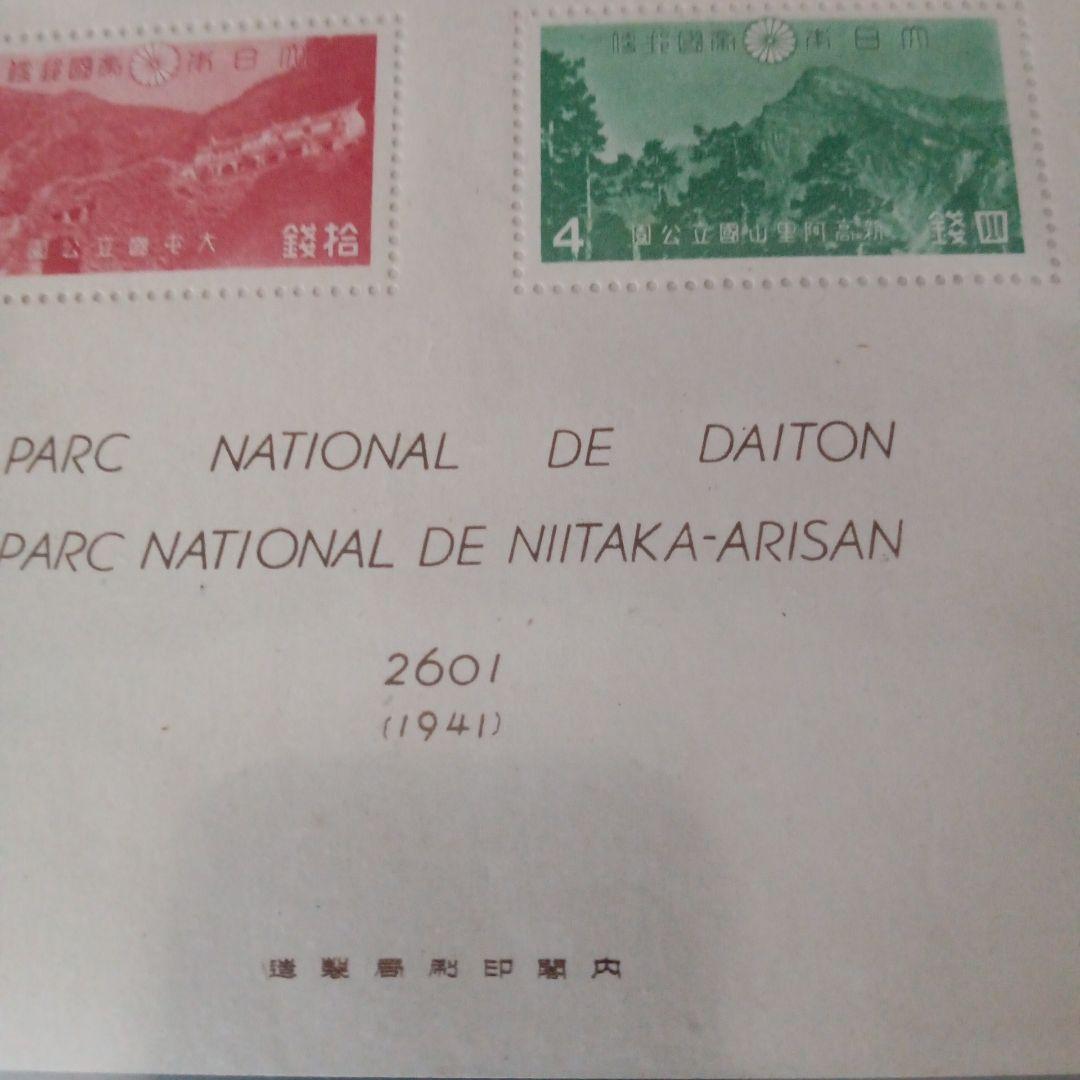 大日本帝國郵便
大屯國立公園
拾錢
大日本帝國郵便
4
新高阿里山國立公園
四錢
PARC NATIONAL DE DAITON
PARC NATIONAL DE NIITAKA-ARISAN
2601
(1941)
内閣印刷局製造